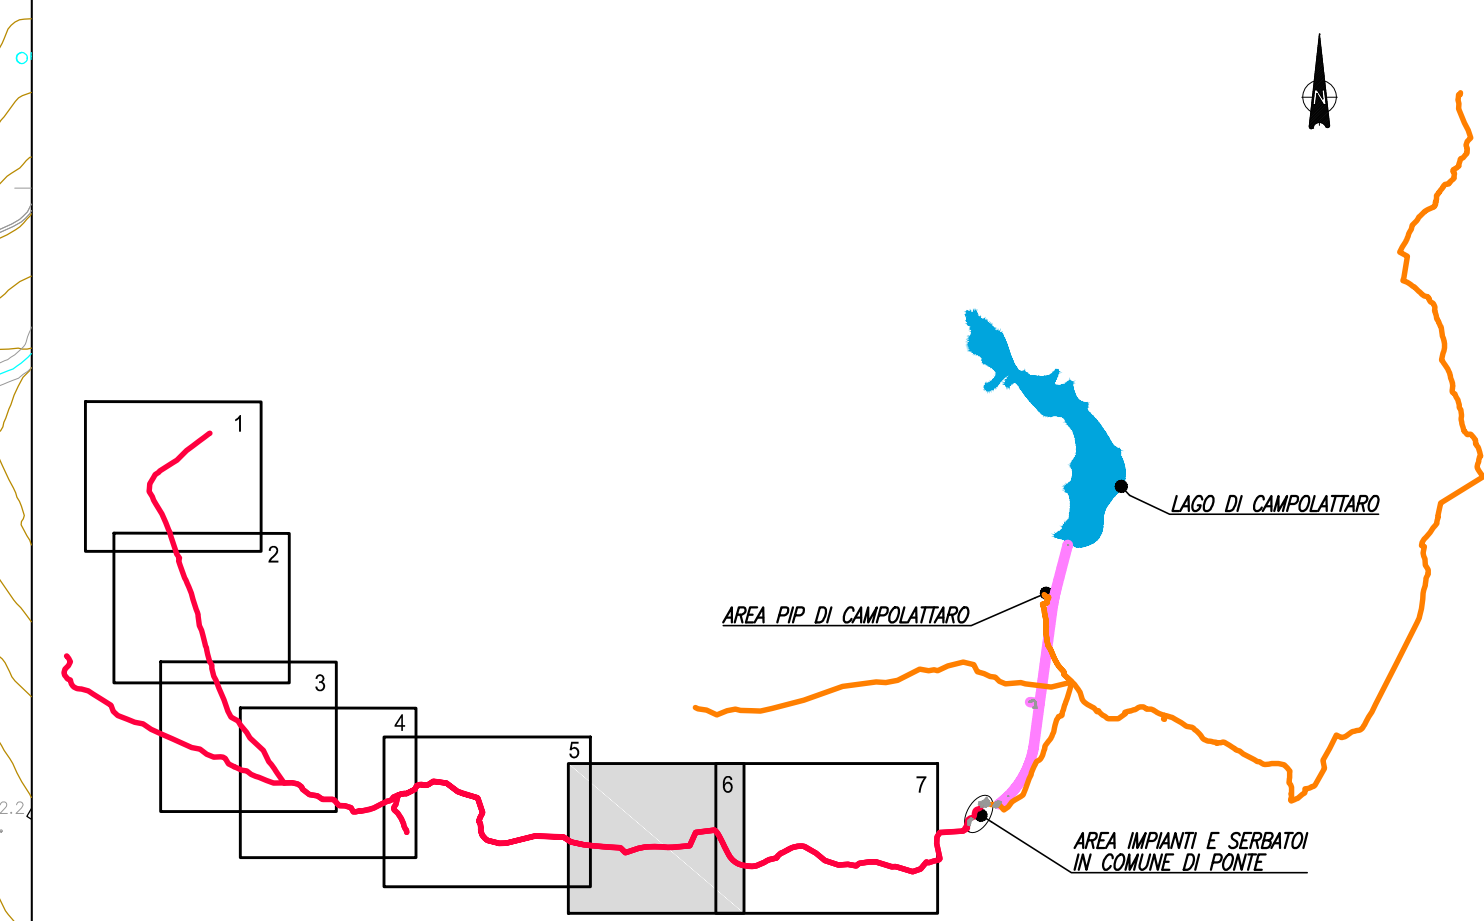 N
1
2
3
4
5
6
7
LAGO DI CAMPOLATTARO
AREA PIP DI CAMPOLATTARO
AREA IMPIANTI E SERBATOI
IN COMUNE DI PONTE